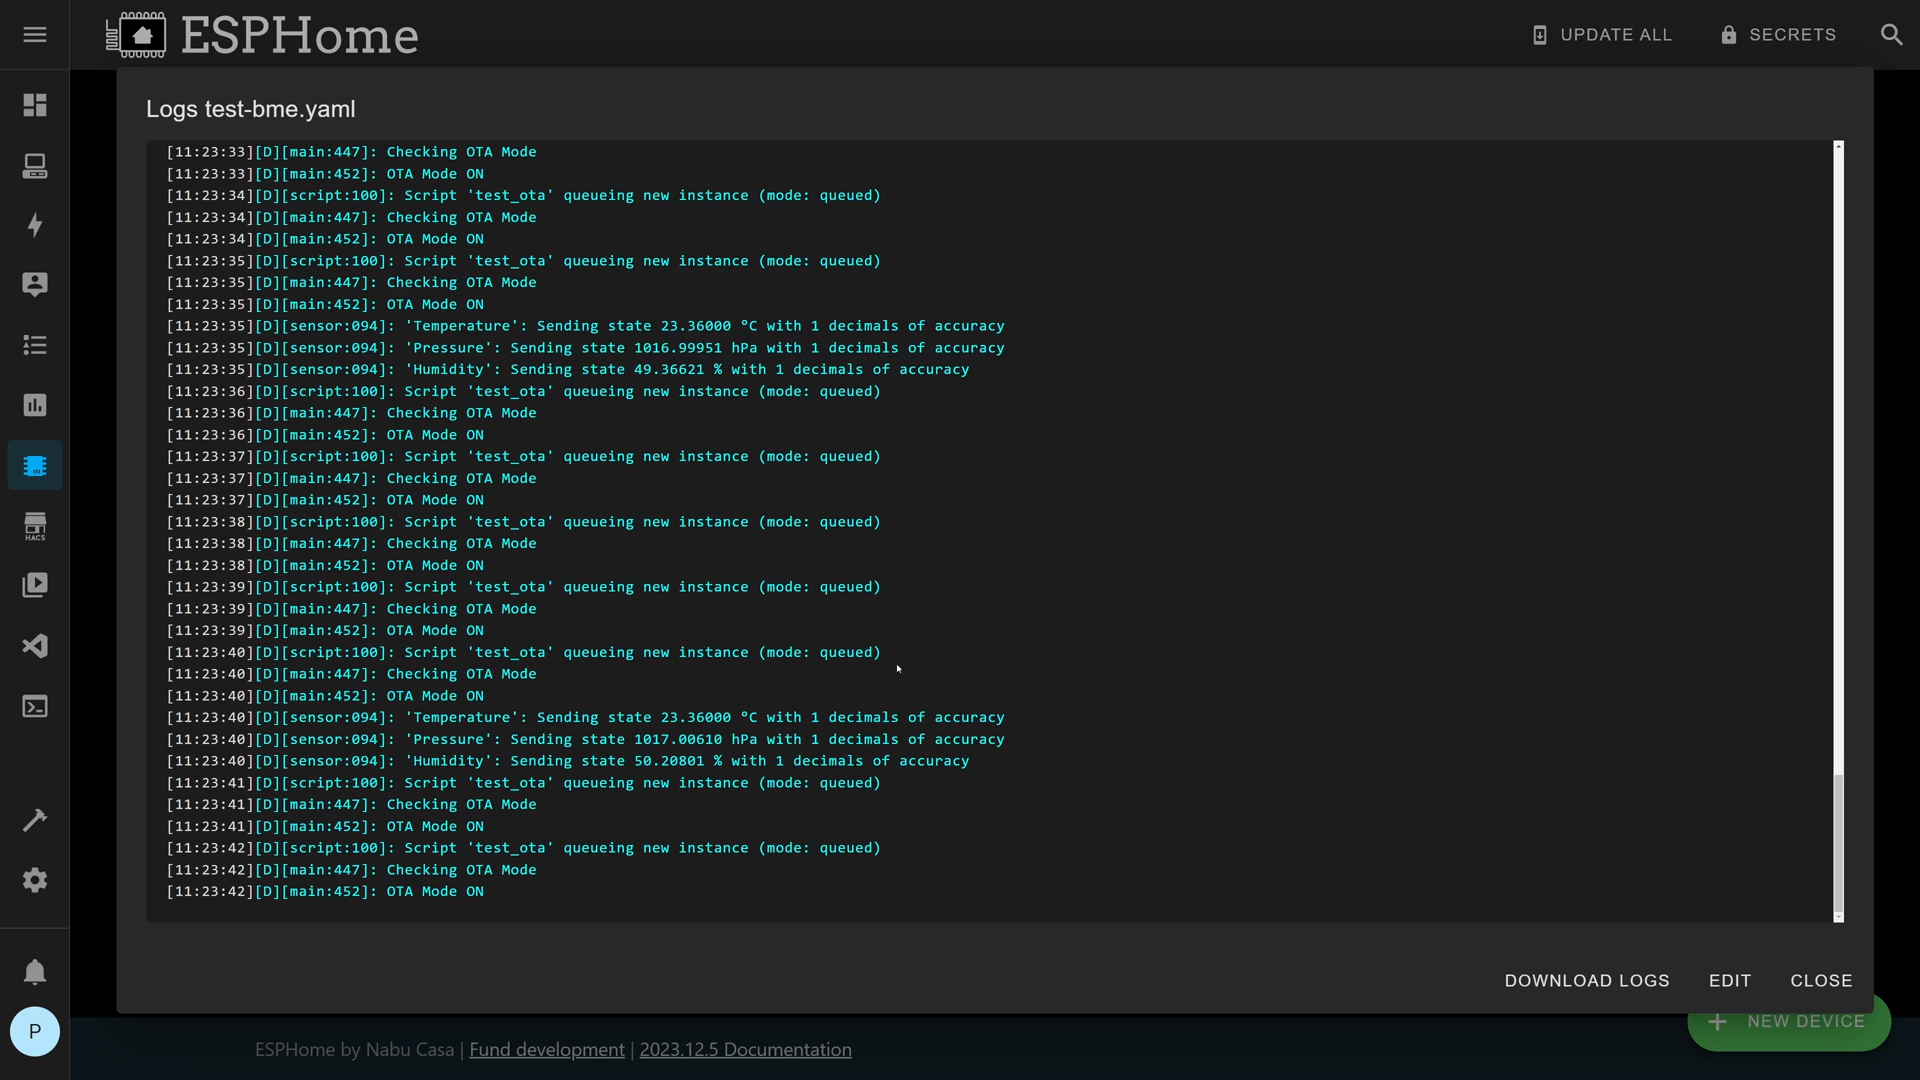 ESPHome
UPDATE ALL
SECRETS
Logs test-bme.yaml
[11:23:33][D][main:447]: Checking OTA Mode
[11:23:33][D][main:452]: OTA Mode ON
[11:23:34][D][script:100]: Script 'test_ota' queueing new instance (mode: queued)
[11:23:34][D][main:447]: Checking OTA Mode
[11:23:34][D][main:452]: OTA Mode ON
[11:23:35][D][script:100]: Script 'test_ota' queueing new instance (mode: queued)
[11:23:35][D][main:447]: Checking OTA Mode
[11:23:35][D][main:452]: OTA Mode ON
[11:23:35][D][sensor:094]: 'Temperature': Sending state 23.36000 °C with 1 decimals of accuracy
[11:23:35][D][sensor:094]: 'Pressure': Sending state 1016.99951 hPa with 1 decimals of accuracy
[11:23:35][D][sensor:094]: 'Humidity': Sending state 49.36621 % with 1 decimals of accuracy
[11:23:36][D][script:100]: Script 'test_ota' queueing new instance (mode: queued)
[11:23:36][D][main:447]: Checking OTA Mode
[11:23:36][D][main:452]: OTA Mode ON
[11:23:37][D][script:100]: Script 'test_ota' queueing new instance (mode: queued)
[11:23:37][D][main:447]: Checking OTA Mode
[11:23:37][D][main:452]: OTA Mode ON
[11:23:38][D][script:100]: Script 'test_ota' queueing new instance (mode: queued)
[11:23:38][D][main:447]: Checking OTA Mode
[11:23:38][D][main:452]: OTA Mode ON
[11:23:39][D][script:100]: Script 'test_ota' queueing new instance (mode: queued)
[11:23:39][D][main:447]: Checking OTA Mode
[11:23:39][D][main:452]: OTA Mode ON
[11:23:40][D][script:100]: Script 'test_ota' queueing new instance (mode: queued)
[11:23:40][D][main:447]: Checking OTA Mode
[11:23:40][D][main:452]: OTA Mode ON
[11:23:40][D][sensor:094]: 'Temperature': Sending state 23.36000 °C with 1 decimals of accuracy
[11:23:40][D][sensor:094]: 'Pressure': Sending state 1017.00610 hPa with 1 decimals of accuracy
[11:23:40][D][sensor:094]: 'Humidity': Sending state 50.20801 % with 1 decimals of accuracy
[11:23:41][D][script:100]: Script 'test_ota' queueing new instance (mode: queued)
[11:23:41][D][main:447]: Checking OTA Mode
[11:23:41][D][main:452]: OTA Mode ON
[11:23:42][D][script:100]: Script 'test_ota' queueing new instance (mode: queued)
[11:23:42][D][main:447]: Checking OTA Mode
[11:23:42][D][main:452]: OTA Mode ON
HACS
DOWNLOAD LOGS
EDIT
CLOSE
NEW DEVICE
P
ESPHome by Nabu Casa | Fund development | 2023.12.5 Documentation